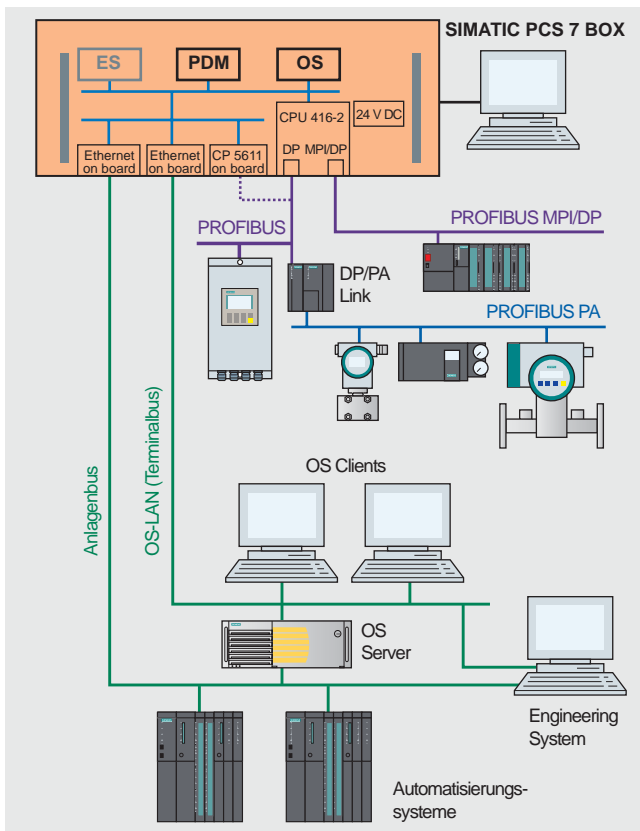 SIMATIC PCS 7 BOX
ES
PDM
OS
CPU 416-2
24 V DC
DP MPI/DP
Ethernet
on board
Ethernet
on board
CP 5611
on board
PROFIBUS
PROFIBUS MPI/DP
DP/PA
Link
PROFIBUS PA
OS Clients
Anlagenbus
OS-LAN (Terminalbus)
OS
Server
Engineering
System
Automatisierungs-
systeme